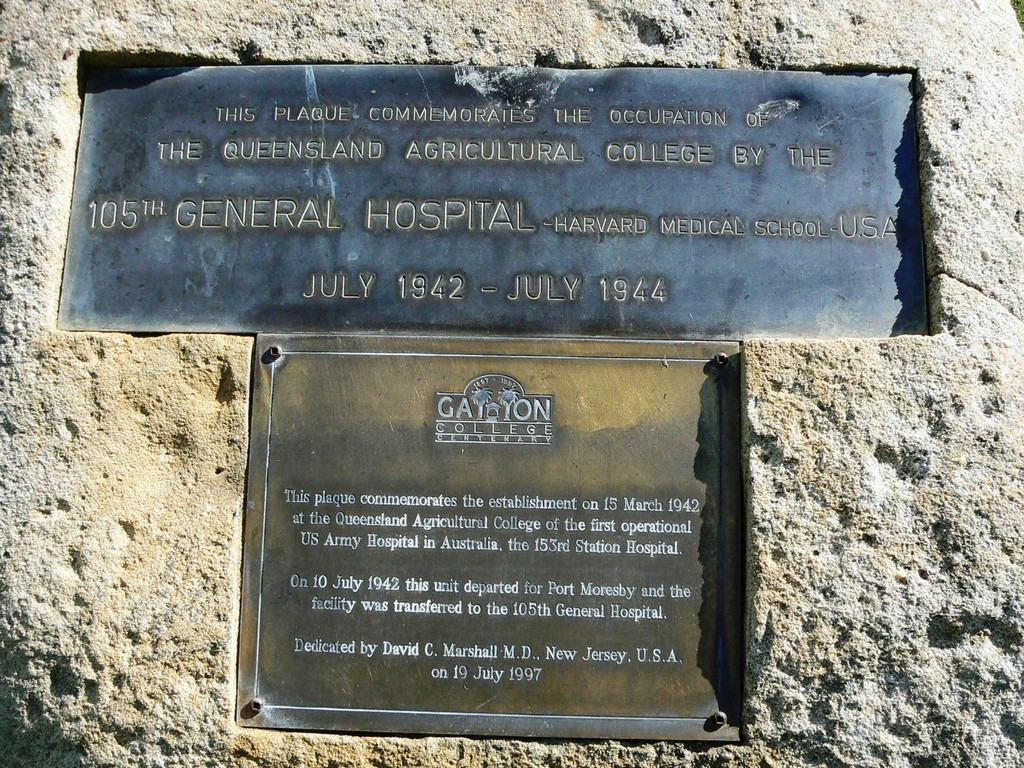 THIS PLAQUE COMMEMORATES THE OCCUPATION OF
THE QUEENSLAND AGRICULTURAL COLLEGE BY THE
105TH. GENERAL HOSPITAL - HARVARD MEDICAL SCHOOL - U.S.A
JULY 1942 - JULY 1944
1897 - 1997
GATTON
COLLEGE
CENTENARY
This plaque commemorates the establishment on 15 March 1942
at the Queensland Agricultural College of the first operational
US Army Hospital in Australia, the 153rd Station Hospital.
On 10 July 1942 this unit departed for Port Moresby and the
facility was transferred to the 105th General Hospital.
Dedicated by David C. Marshall M.D., New Jersey, U.S.A.
on 19 July 1997